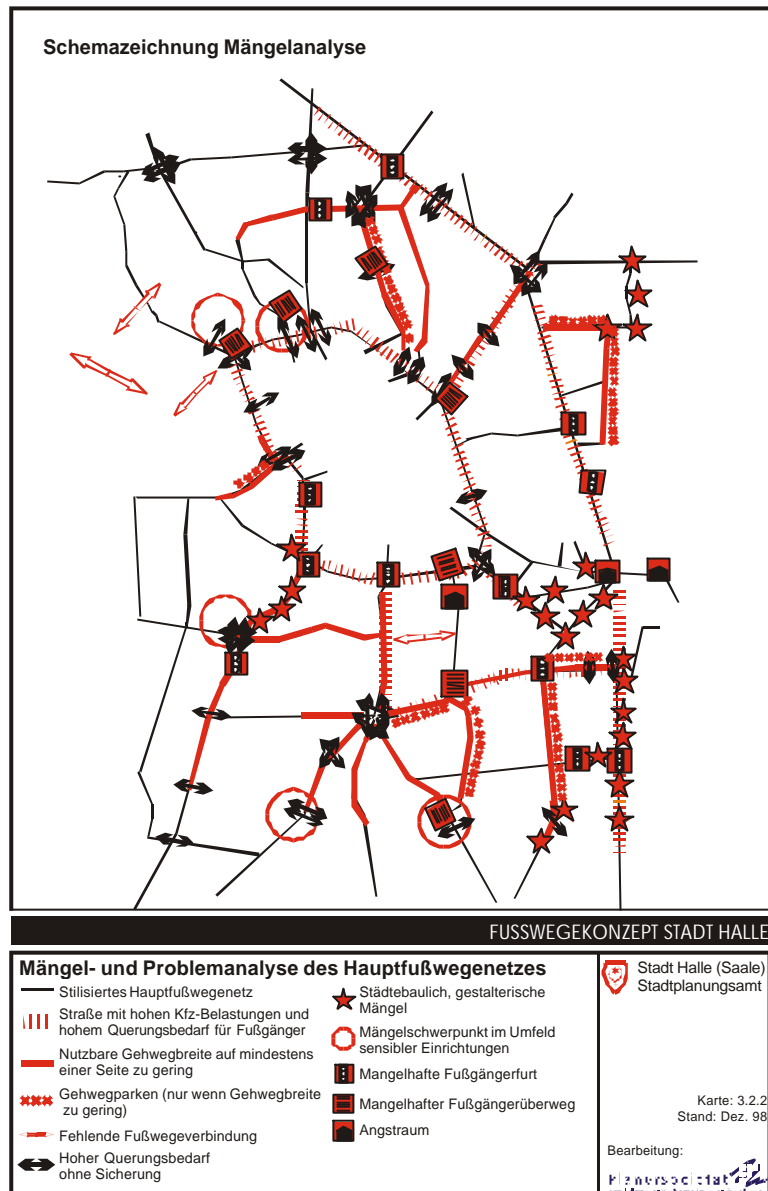 Schemazeichnung Mängelanalyse
FUSSWEGEKONZEPT STADT HALLE
Mängel- und Problemanalyse des Hauptfußwegenetzes
Stilisiertes Hauptfußwegenetz
Straße mit hohen Kfz-Belastungen und
hohem Querungsbedarf für Fußgänger
Nutzbare Gehwegbreite auf mindestens
einer Seite zu gering
Gehwegparken (nur wenn Gehwegbreite
zu gering)
Fehlende Fußwegeverbindung
Hoher Querungsbedarf
ohne Sicherung
Städtebaulich, gestalterische
Mängel
Mängelschwerpunkt im Umfeld
sensibler Einrichtungen
Mangelhafte Fußgängerfurt
Mangelhafter Fußgängerüberweg
Angstraum
Stadt Halle (Saale)
Stadtplanungsamt
Karte: 3.2.2
Stand: Dez. 98
Bearbeitung: